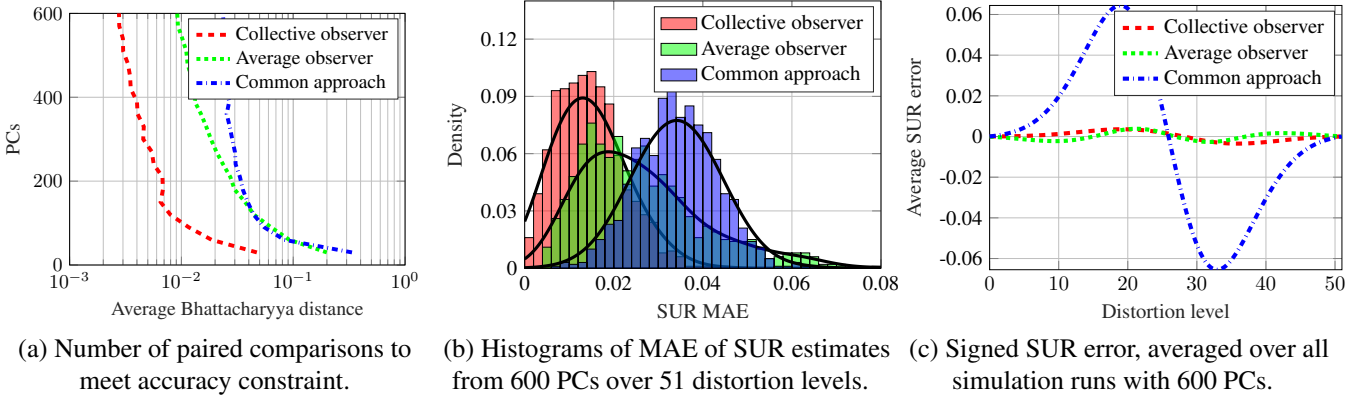 600
400
200
0
PCs
10⁻³
10⁻²
10⁻¹
10⁰
Average Bhattacharyya distance
Collective observer
Average observer
Common approach
(a) Number of paired comparisons to
meet accuracy constraint.
0.12
0.09
0.06
0.03
0
Density
0
0.02
0.04
0.06
0.08
SUR MAE
Collective observer
Average observer
Common approach
(b) Histograms of MAE of SUR estimates
from 600 PCs over 51 distortion levels.
0.06
0.04
0.02
0
-0.02
-0.04
-0.06
Average SUR error
0
10
20
30
40
50
Distortion level
Collective observer
Average observer
Common approach
(c) Signed SUR error, averaged over all
simulation runs with 600 PCs.